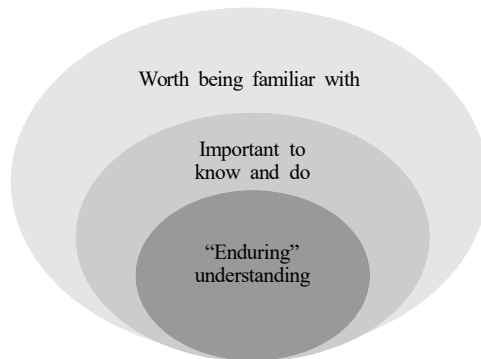 Worth being familiar with
Important to
know and do
“Enduring”
understanding